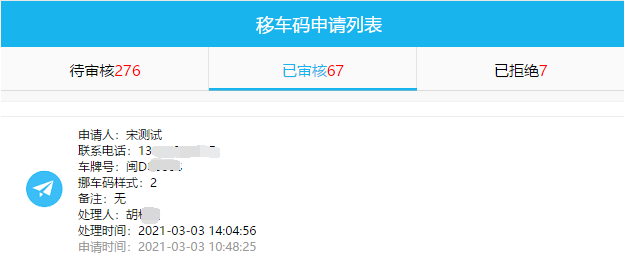 移车码申请列表
待审核276 已审核67 已拒绝7
申请人：宋测试
联系电话：13
车牌号：闽D
挪车码样式：2
备注：无
处理人：胡
处理时间：2021-03-03 14:04:56
申请时间：2021-03-03 10:48:25